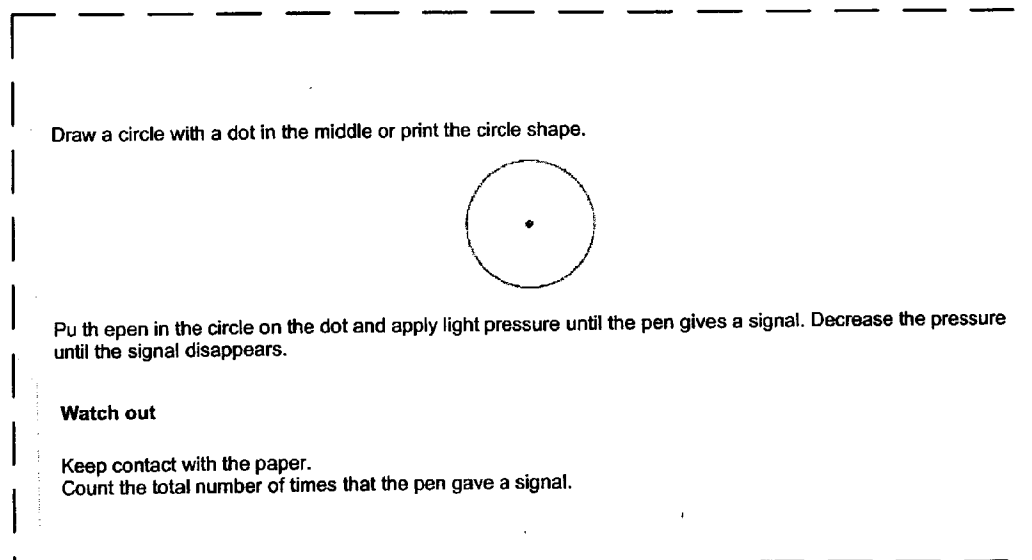 Draw a circle with a dot in the middle or print the circle shape.
Pu th epen in the circle on the dot and apply light pressure until the pen gives a signal. Decrease the pressure
until the signal disappears.
Watch out
Keep contact with the paper.
Count the total number of times that the pen gave a signal.